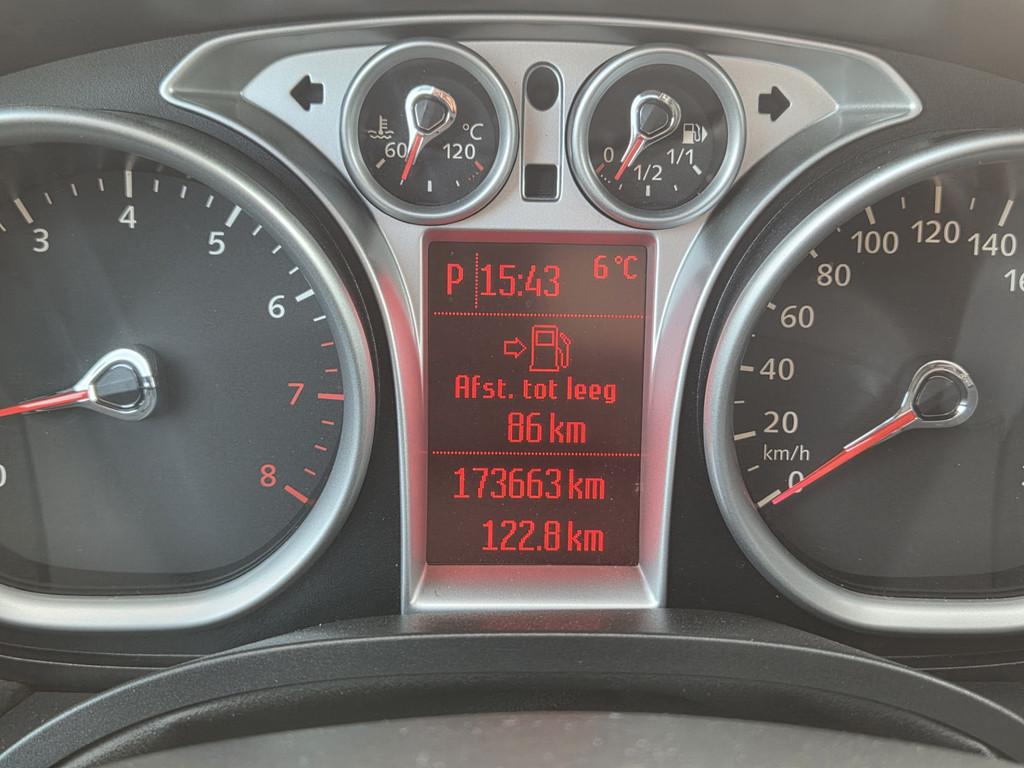 60 120 °C
0 1/2 1/1
3 4 5 6 7 8
0
P 15:43 6 °C
Afst. tot leeg
86 km
173663 km
122.8 km
0 20 40 60 80 100 120 140
km/h